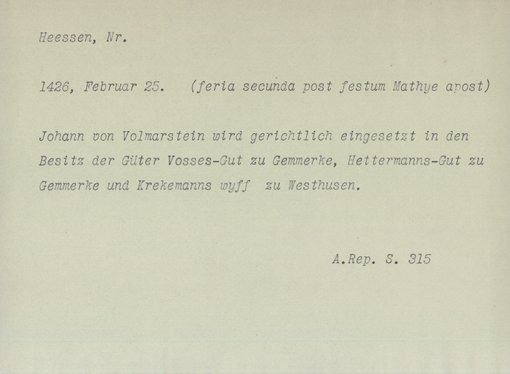 Heessen, Nr.
1426, Februar 25. (feria secunda post festum Mathye apost)
Johann von Volmarstein wird gerichtlich eingesetzt in den
Besitz der Güter Vosses-Gut zu Gemmerke, Hettermanns-Gut zu
Gemmerke und Krekemanns wyff zu Westhusen.
A.Rep. S. 315